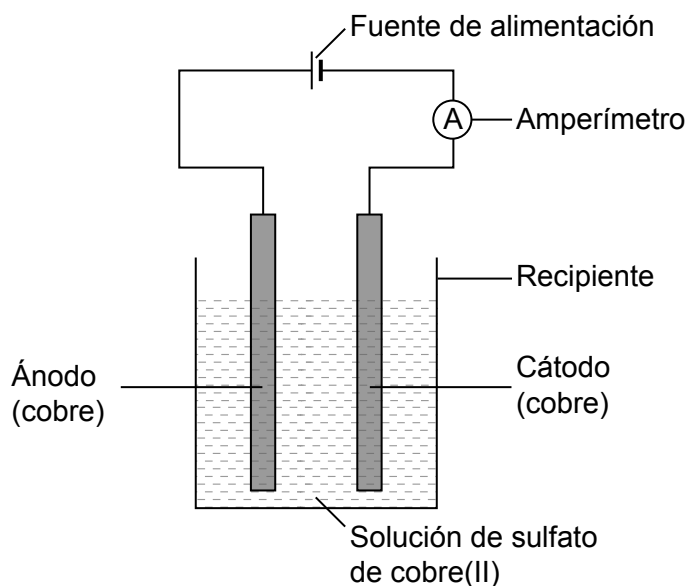 Fuente de alimentación
A
Amperímetro
Recipiente
Ánodo
(cobre)
Cátodo
(cobre)
Solución de sulfato
de cobre(II)